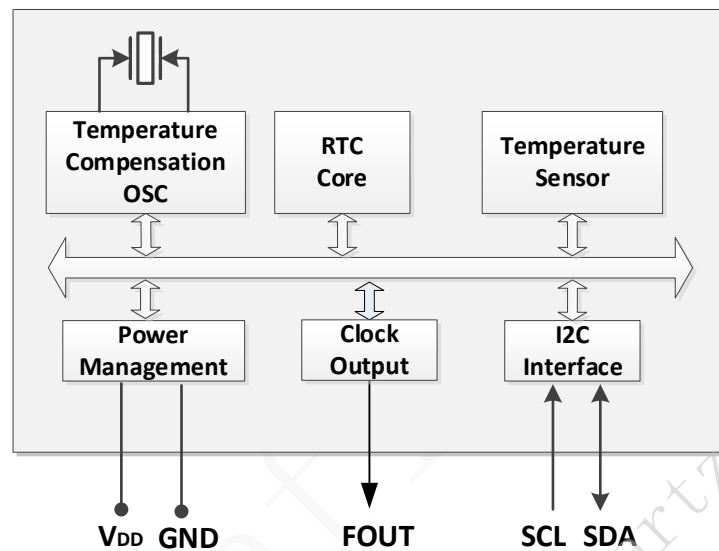 Temperature
Compensation
OSC
RTC
Core
Temperature
Sensor
Power
Management
Clock
Output
I2C
Interface
VDD GND FOUT SCL SDA